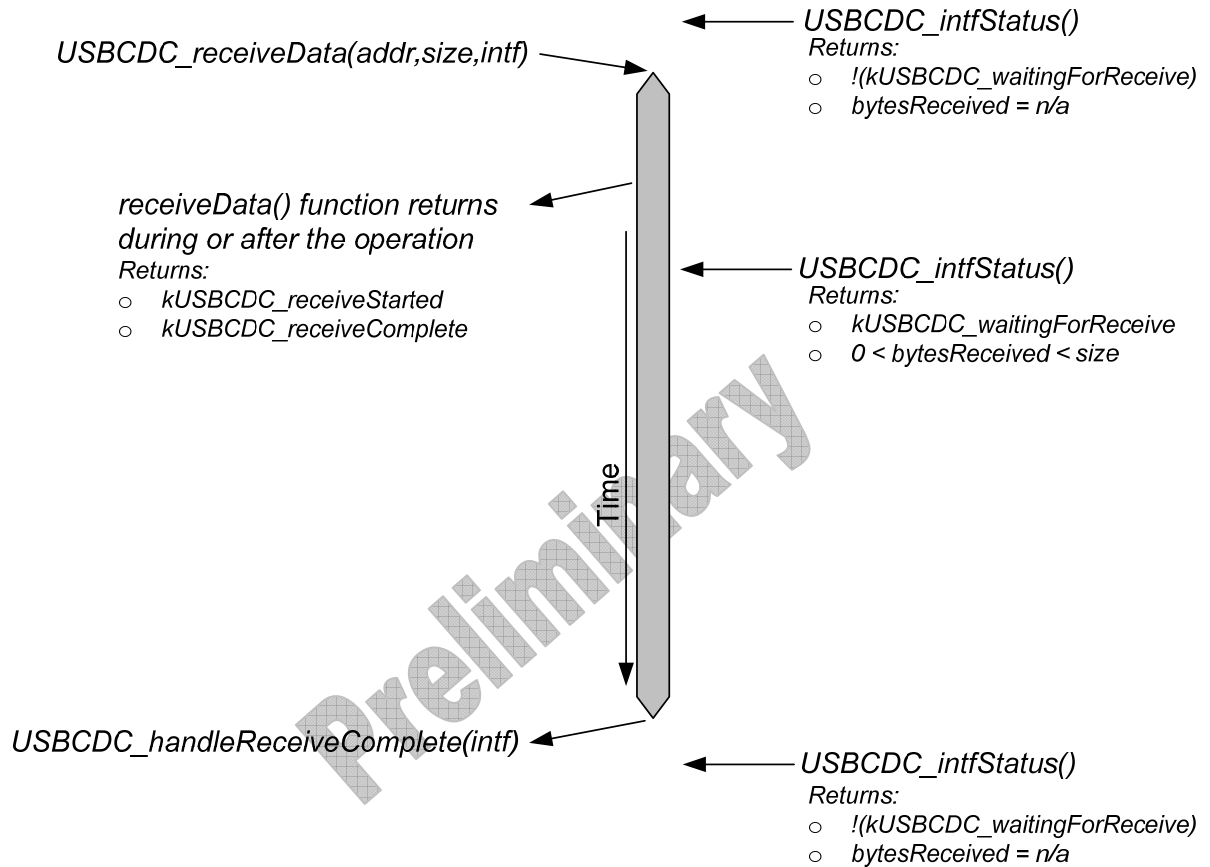 USBCDC_intfStatus()
Returns:
o !(kUSBCDC_waitingForReceive)
o bytesReceived = n/a
USBCDC_receiveData(addr,size,intf)
receiveData() function returns
during or after the operation
Returns:
o kUSBCDC_receiveStarted
o kUSBCDC_receiveComplete
USBCDC_intfStatus()
Returns:
o kUSBCDC_waitingForReceive
o 0 < bytesReceived < size
Time
Preliminary
USBCDC_handleReceiveComplete(intf)
USBCDC_intfStatus()
Returns:
o !(kUSBCDC_waitingForReceive)
o bytesReceived = n/a